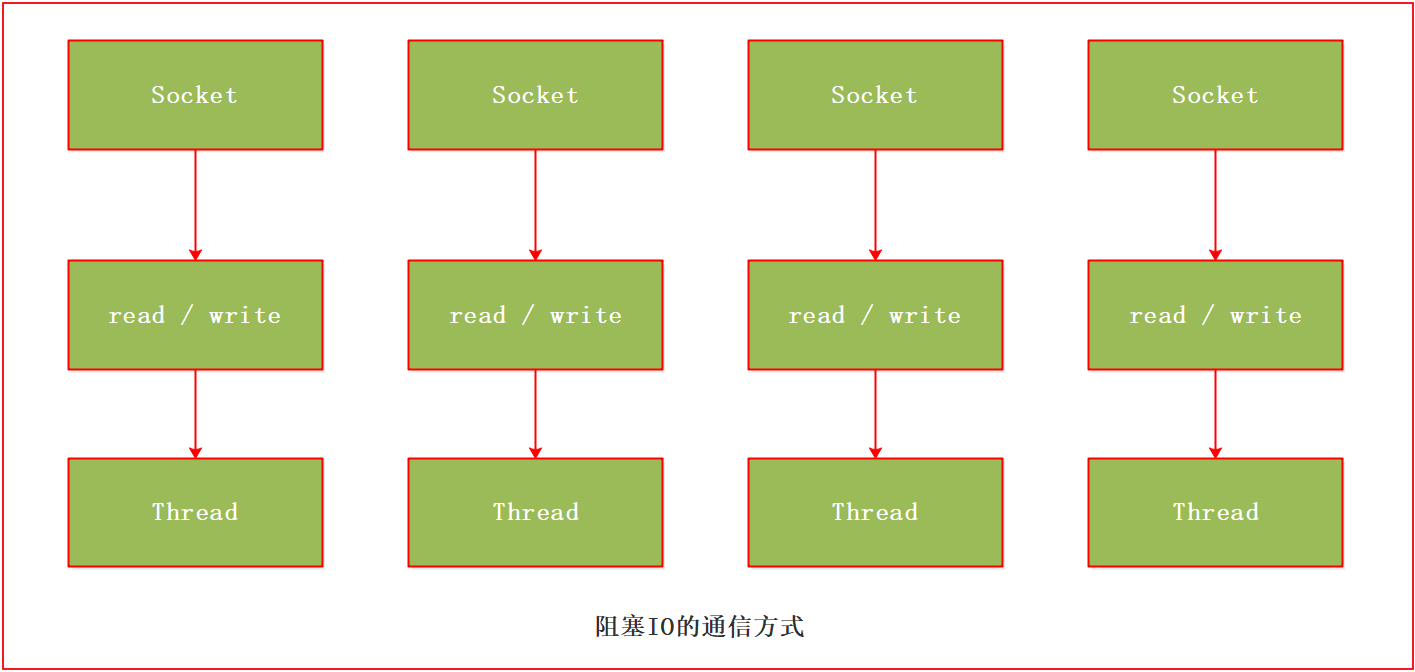 Socket
Socket
Socket
Socket
read / write
read / write
read / write
read / write
Thread
Thread
Thread
Thread
阻塞IO的通信方式